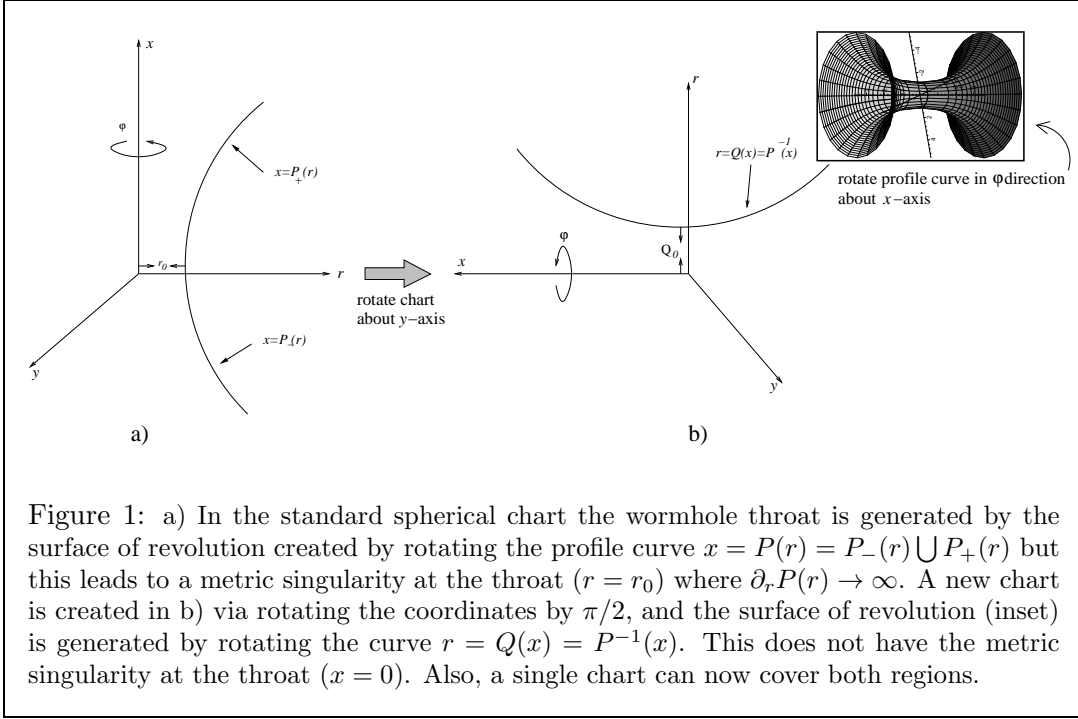 x
φ
x=P₊(r)
r₀
r
x=P₋(r)
y
a)
rotate chart
about y−axis
r
r=Q(x)=P⁻¹(x)
φ
Q₀
x
y
b)
−4
−2
2
4
rotate profile curve in φ direction
about x−axis
Figure 1: a) In the standard spherical chart the wormhole throat is generated by the
surface of revolution created by rotating the profile curve x = P(r) = P₋(r) ⋃ P₊(r) but
this leads to a metric singularity at the throat (r = r₀) where ∂ᵣP(r) → ∞. A new chart
is created in b) via rotating the coordinates by π/2, and the surface of revolution (inset)
is generated by rotating the curve r = Q(x) = P⁻¹(x). This does not have the metric
singularity at the throat (x = 0). Also, a single chart can now cover both regions.